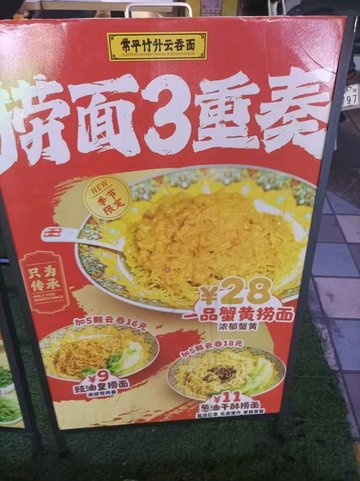 常平竹升云吞面
捞面3重奏
NEW
季节
限定
只为
传承
¥28
一品蟹黄捞面
浓郁蟹黄
加5颗云吞16元
¥9
豉油皇捞面
加5颗云吞18元
¥11
葱油干酥捞面
197